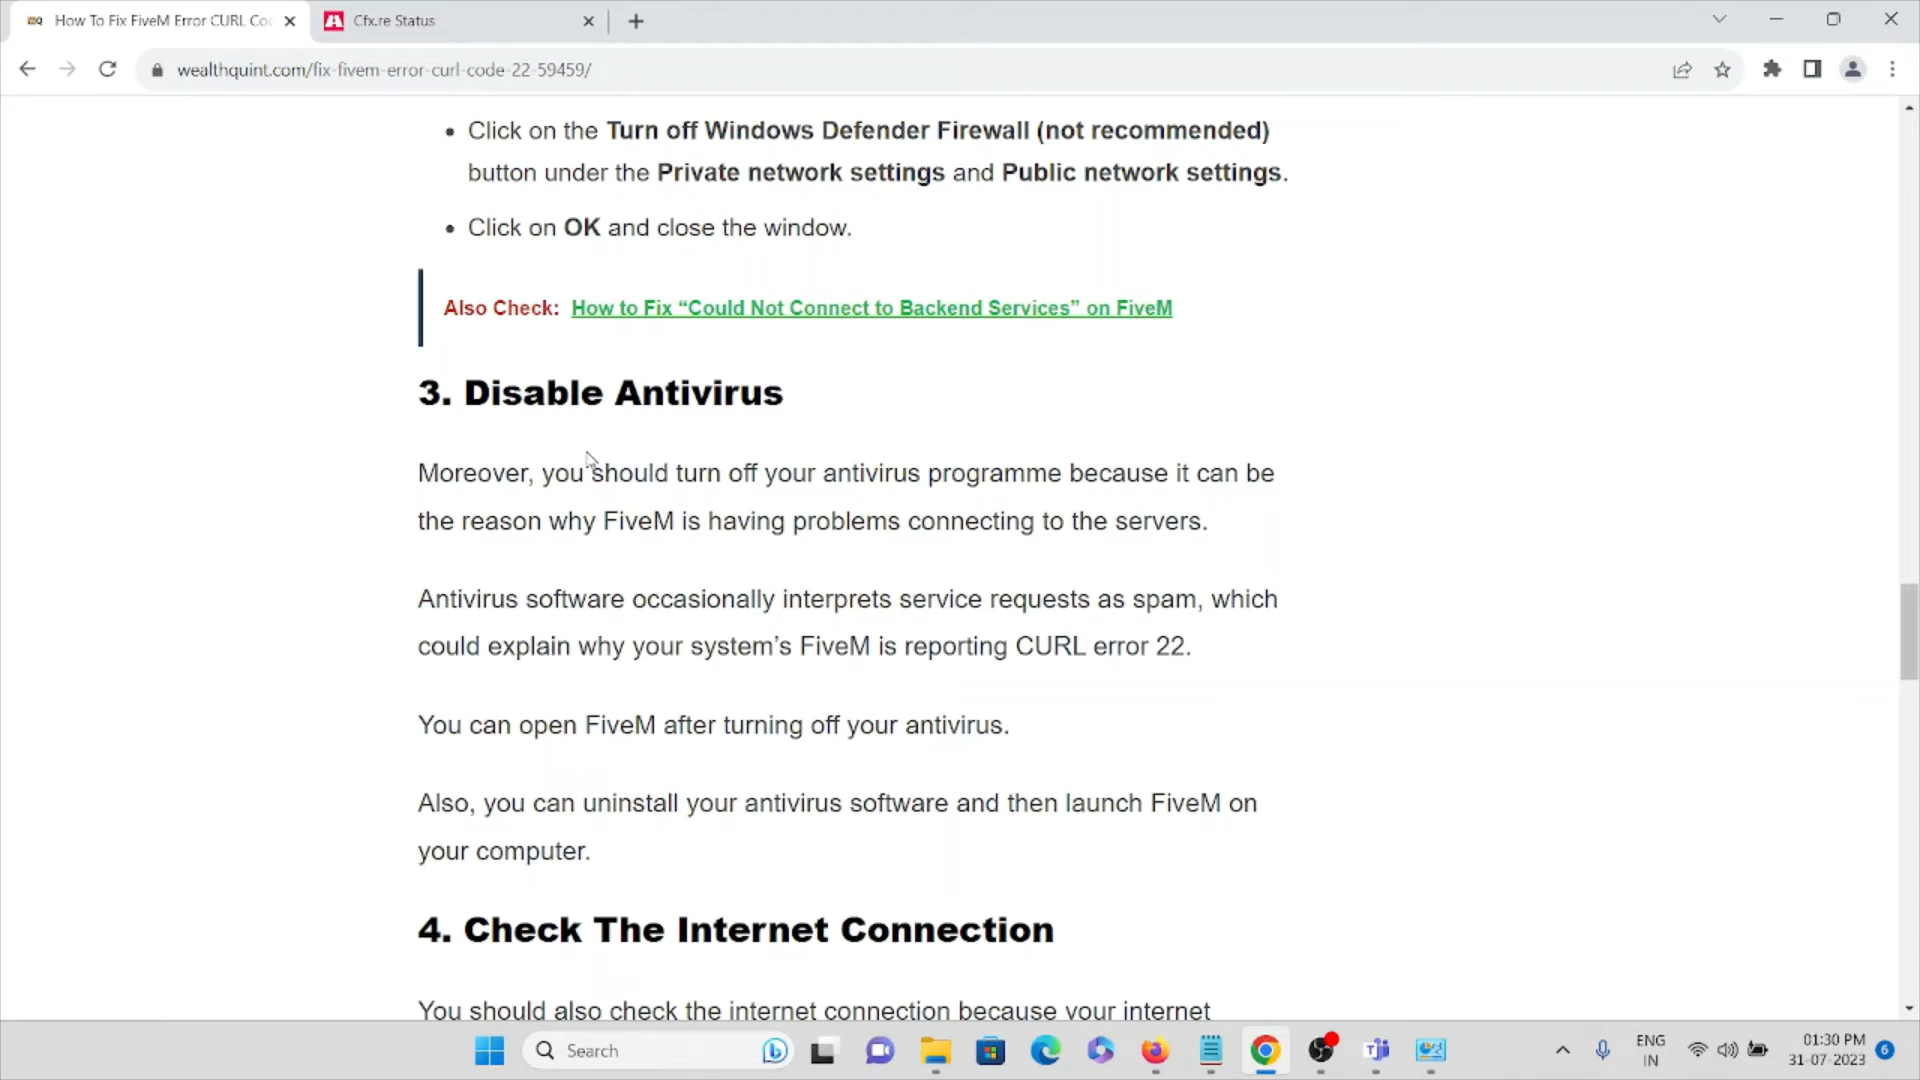 How To Fix FiveM Error CURL Co
Cfx.re Status
wealthquint.com/fix-fivem-error-curl-code-22-59459/
• Click on the Turn off Windows Defender Firewall (not recommended)
button under the Private network settings and Public network settings.
• Click on OK and close the window.
Also Check: How to Fix “Could Not Connect to Backend Services” on FiveM
3. Disable Antivirus
Moreover, you should turn off your antivirus programme because it can be
the reason why FiveM is having problems connecting to the servers.
Antivirus software occasionally interprets service requests as spam, which
could explain why your system’s FiveM is reporting CURL error 22.
You can open FiveM after turning off your antivirus.
Also, you can uninstall your antivirus software and then launch FiveM on
your computer.
4. Check The Internet Connection
You should also check the internet connection because your internet
Search
ENG
IN
01:30 PM
31-07-2023
6